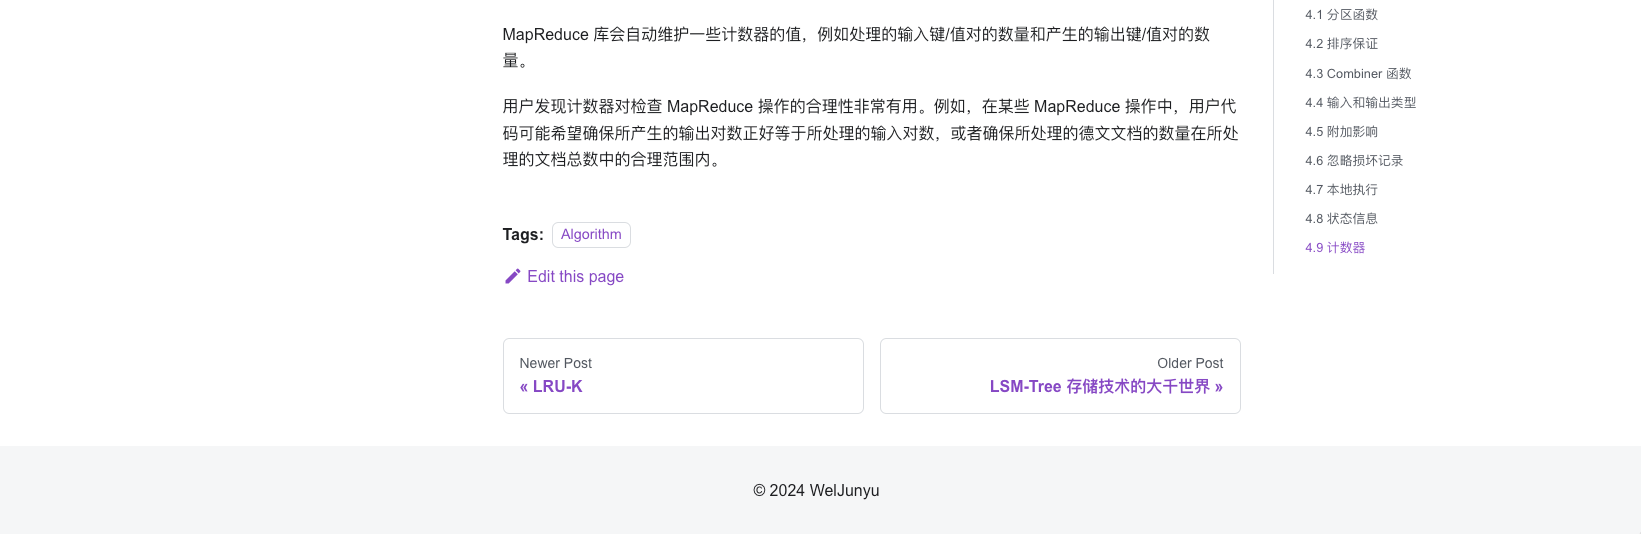 MapReduce 库会自动维护一些计数器的值，例如处理的输入键/值对的数量和产生的输出键/值对的数
量。
用户发现计数器对检查 MapReduce 操作的合理性非常有用。例如，在某些 MapReduce 操作中，用户代
码可能希望确保所产生的输出对数正好等于所处理的输入对数，或者确保所处理的德文文档的数量在所处
理的文档总数中的合理范围内。
Tags: Algorithm
Edit this page
Newer Post
« LRU-K
Older Post
LSM-Tree 存储技术的大千世界 »
4.1 分区函数
4.2 排序保证
4.3 Combiner 函数
4.4 输入和输出类型
4.5 附加影响
4.6 忽略损坏记录
4.7 本地执行
4.8 状态信息
4.9 计数器
© 2024 WelJunyu